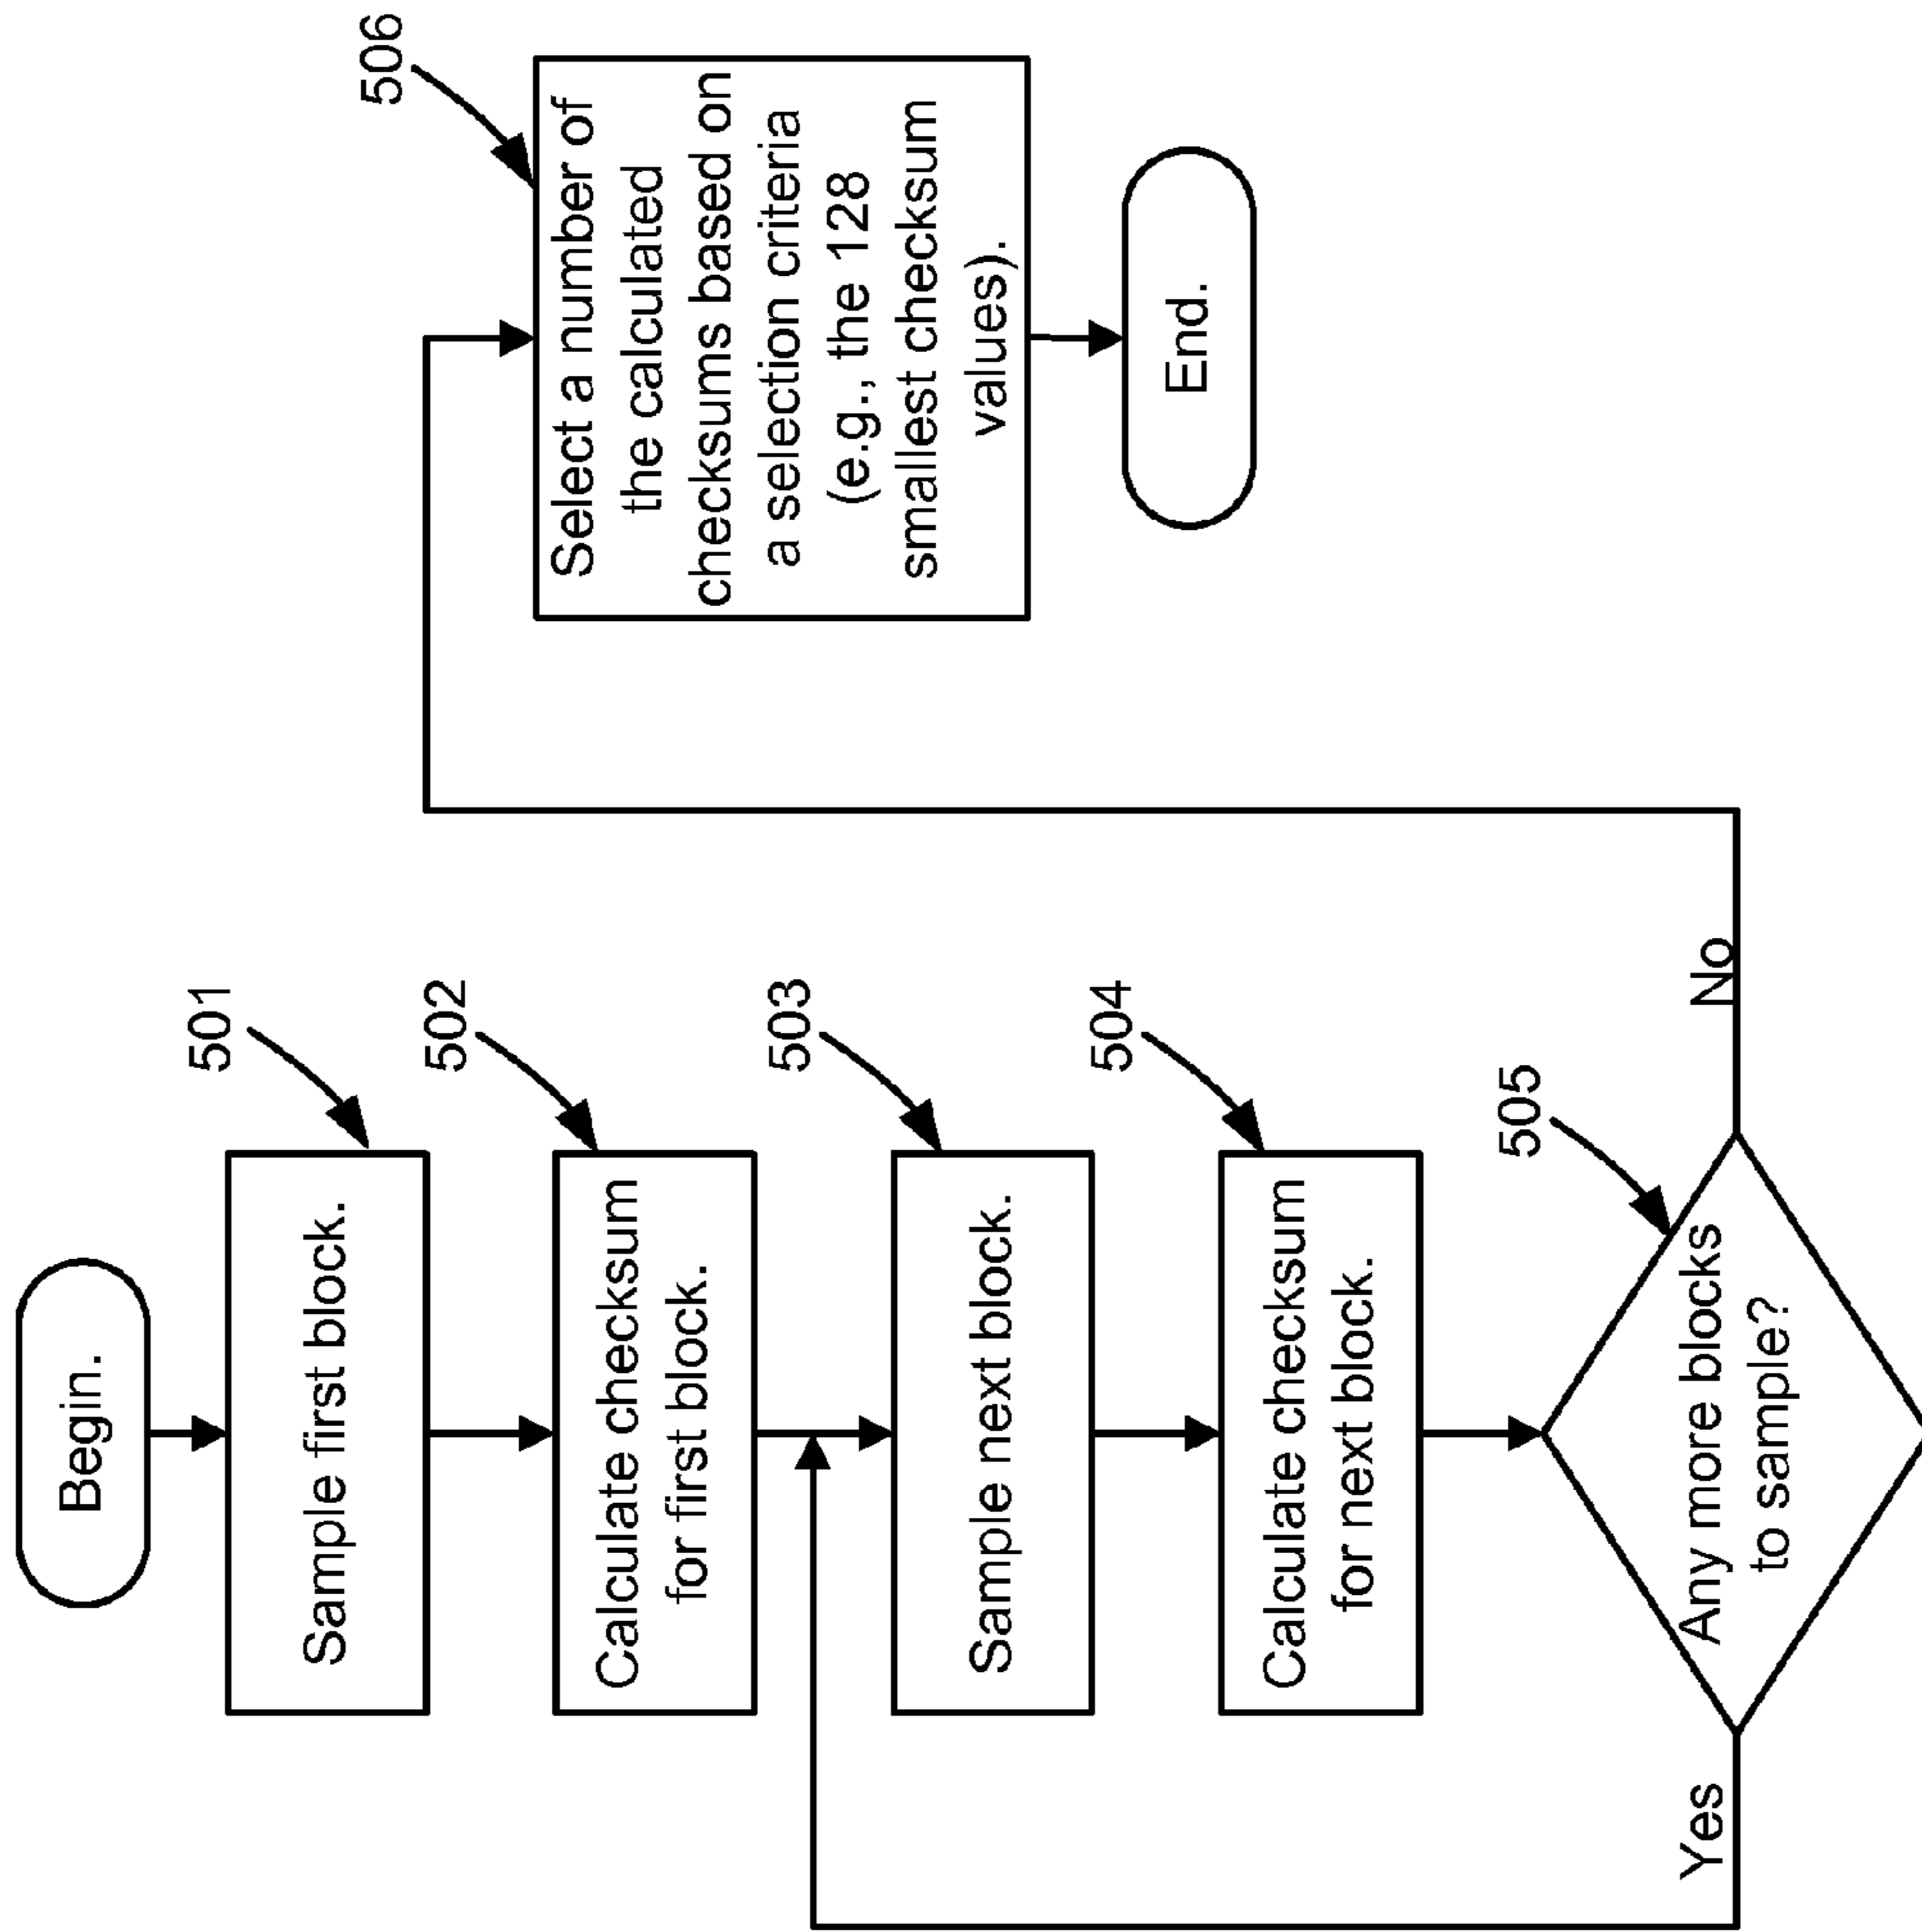 Begin.
501
Sample first block.
502
Calculate checksum
for first block.
503
Sample next block.
504
Calculate checksum
for next block.
505
Any more blocks
to sample?
Yes
No
506
Select a number of
the calculated
checksums based on
a selection criteria
(e.g., the 128
smallest checksum
values).
End.